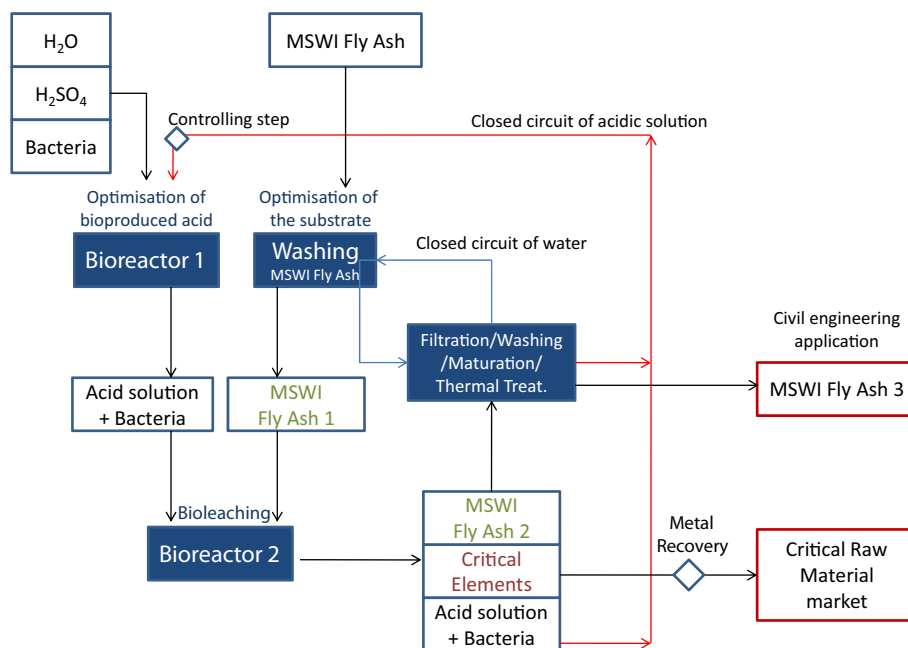 H₂O
H₂SO₄
Bacteria
MSWI Fly Ash
Controlling step
Closed circuit of acidic solution
Optimisation of
bioproduced acid
Optimisation of
the substrate
Bioreactor 1
Washing
MSWI Fly Ash
Closed circuit of water
Filtration/Washing
/Maturation/
Thermal Treat.
Civil engineering
application
MSWI Fly Ash 3
Acid solution
+ Bacteria
MSWI
Fly Ash 1
Bioleaching
Bioreactor 2
MSWI
Fly Ash 2
Critical
Elements
Acid solution
+ Bacteria
Metal
Recovery
Critical Raw
Material
market